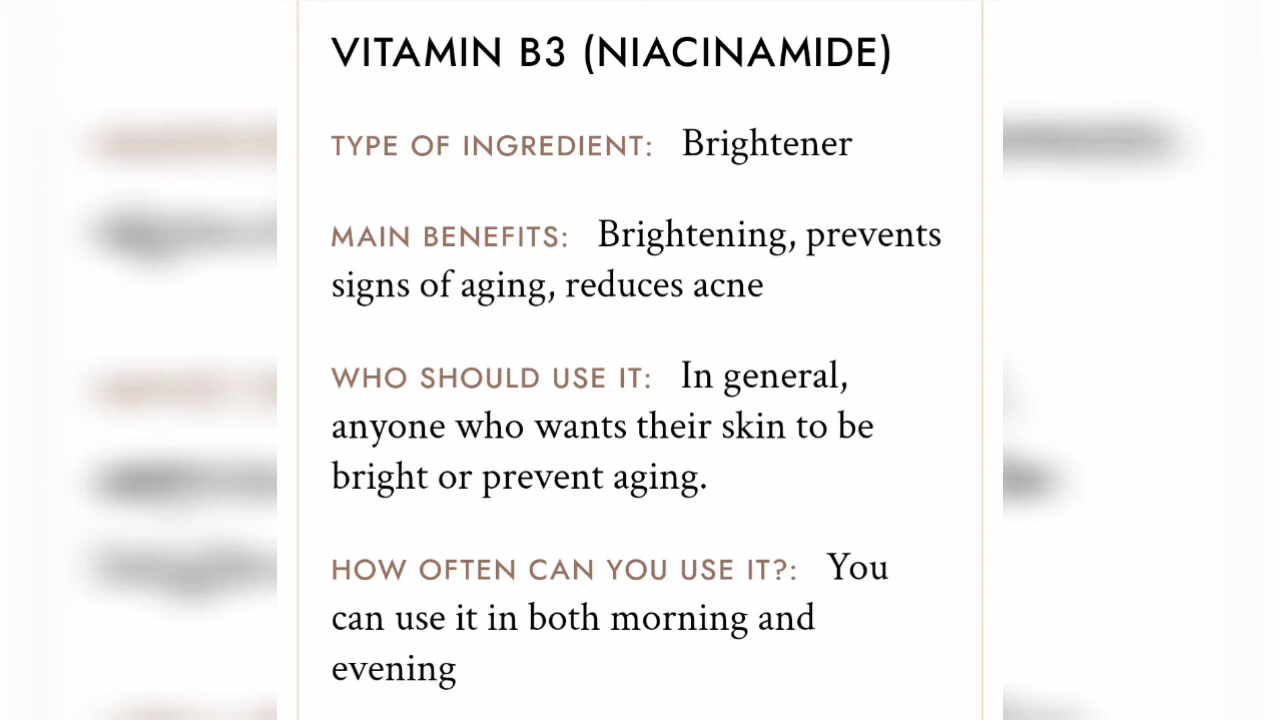 VITAMIN B3 (NIACINAMIDE)
TYPE OF INGREDIENT: Brightener
MAIN BENEFITS: Brightening, prevents
signs of aging, reduces acne
WHO SHOULD USE IT: In general,
anyone who wants their skin to be
bright or prevent aging.
HOW OFTEN CAN YOU USE IT?: You
can use it in both morning and
evening